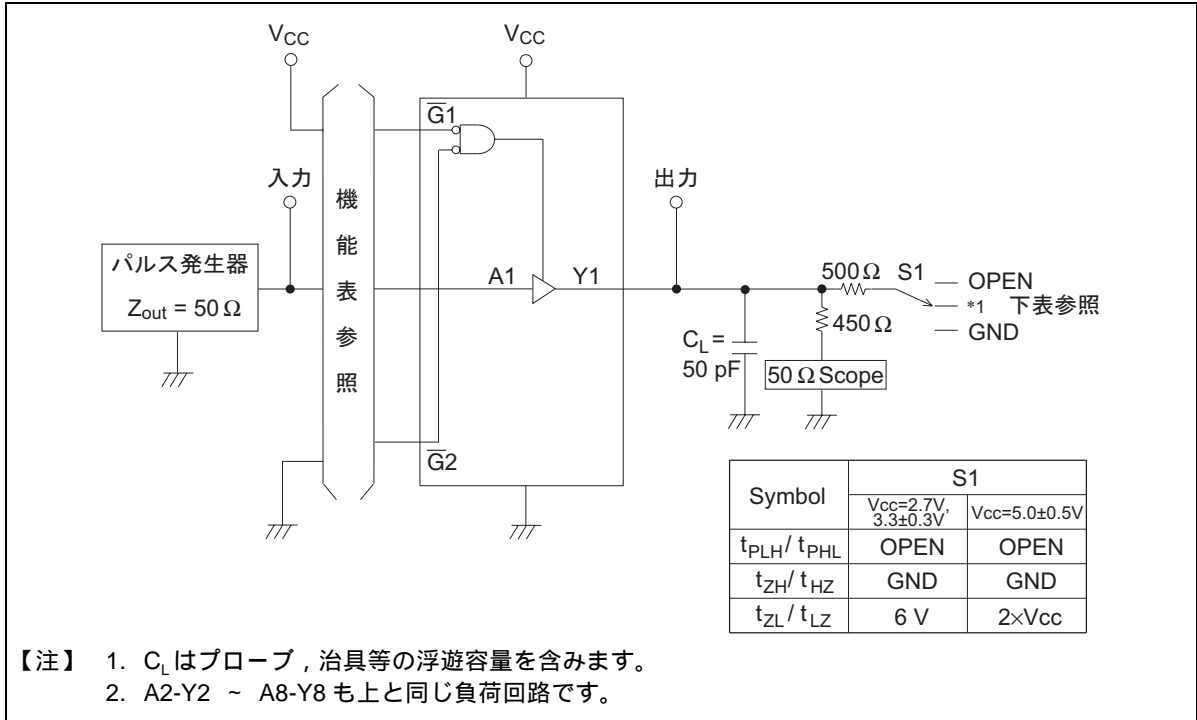 VCC
VCC
G̅1
入力
出力
機能表参照
パルス発生器
Zout = 50 Ω
A1
Y1
500 Ω
S1
OPEN
*1 下表参照
GND
450 Ω
CL =
50 pF
50 Ω Scope
G̅2
Symbol
S1
Vcc=2.7V,
3.3±0.3V
Vcc=5.0±0.5V
tPLH / tPHL OPEN OPEN
tZH / tHZ GND GND
tZL / tLZ 6 V 2×Vcc
【注】 1. CLはプローブ , 治具等の浮遊容量を含みます。
2. A2-Y2 ~ A8-Y8 も上と同じ負荷回路です。